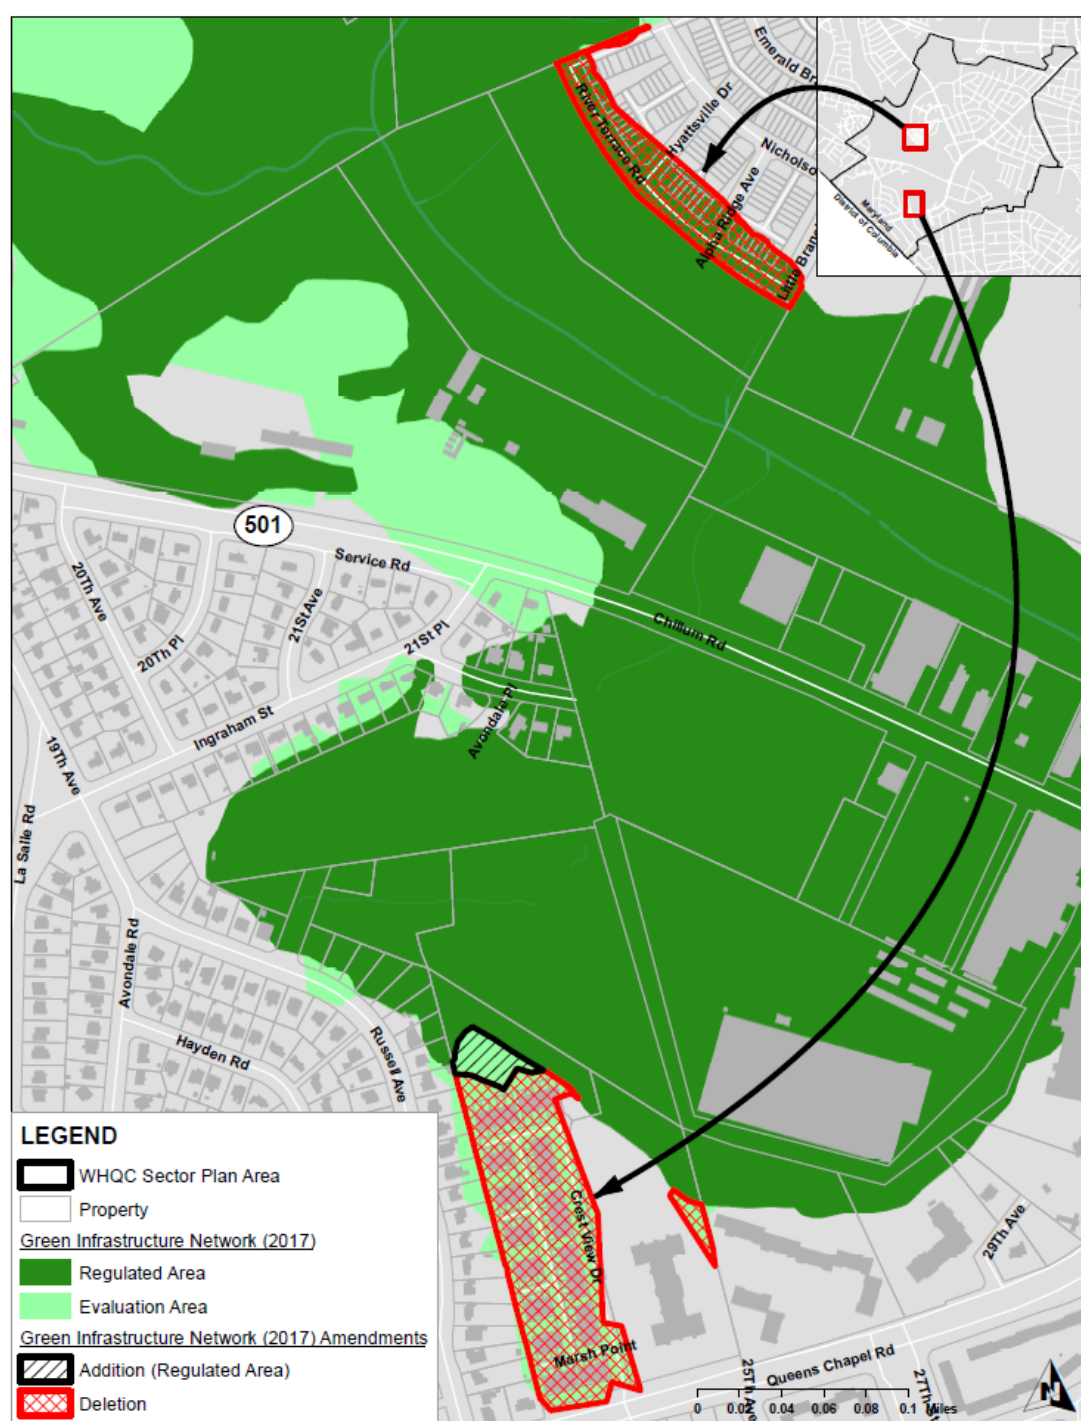 Emerald Br
Hyattsville Dr
River Terrace Rd
Nicholso
Alpha Ridge Ave
Little Branc
Maryland
District of Columbia
501
Service Rd
20Th Ave
21St Ave
20Th Pl
21St Pl
Chillum Rd
Ingraham St
Avondale Pl
19Th Ave
La Salle Rd
Avondale Rd
Hayden Rd
Russell Ave
Crest View Dr
Marsh Point
29Th Ave
Queens Chapel Rd
25Th Ave
27Th St
LEGEND
WHQC Sector Plan Area
Property
Green Infrastructure Network (2017)
Regulated Area
Evaluation Area
Green Infrastructure Network (2017) Amendments
Addition (Regulated Area)
Deletion
0 0.02 0.04 0.06 0.08 0.1 Miles
N